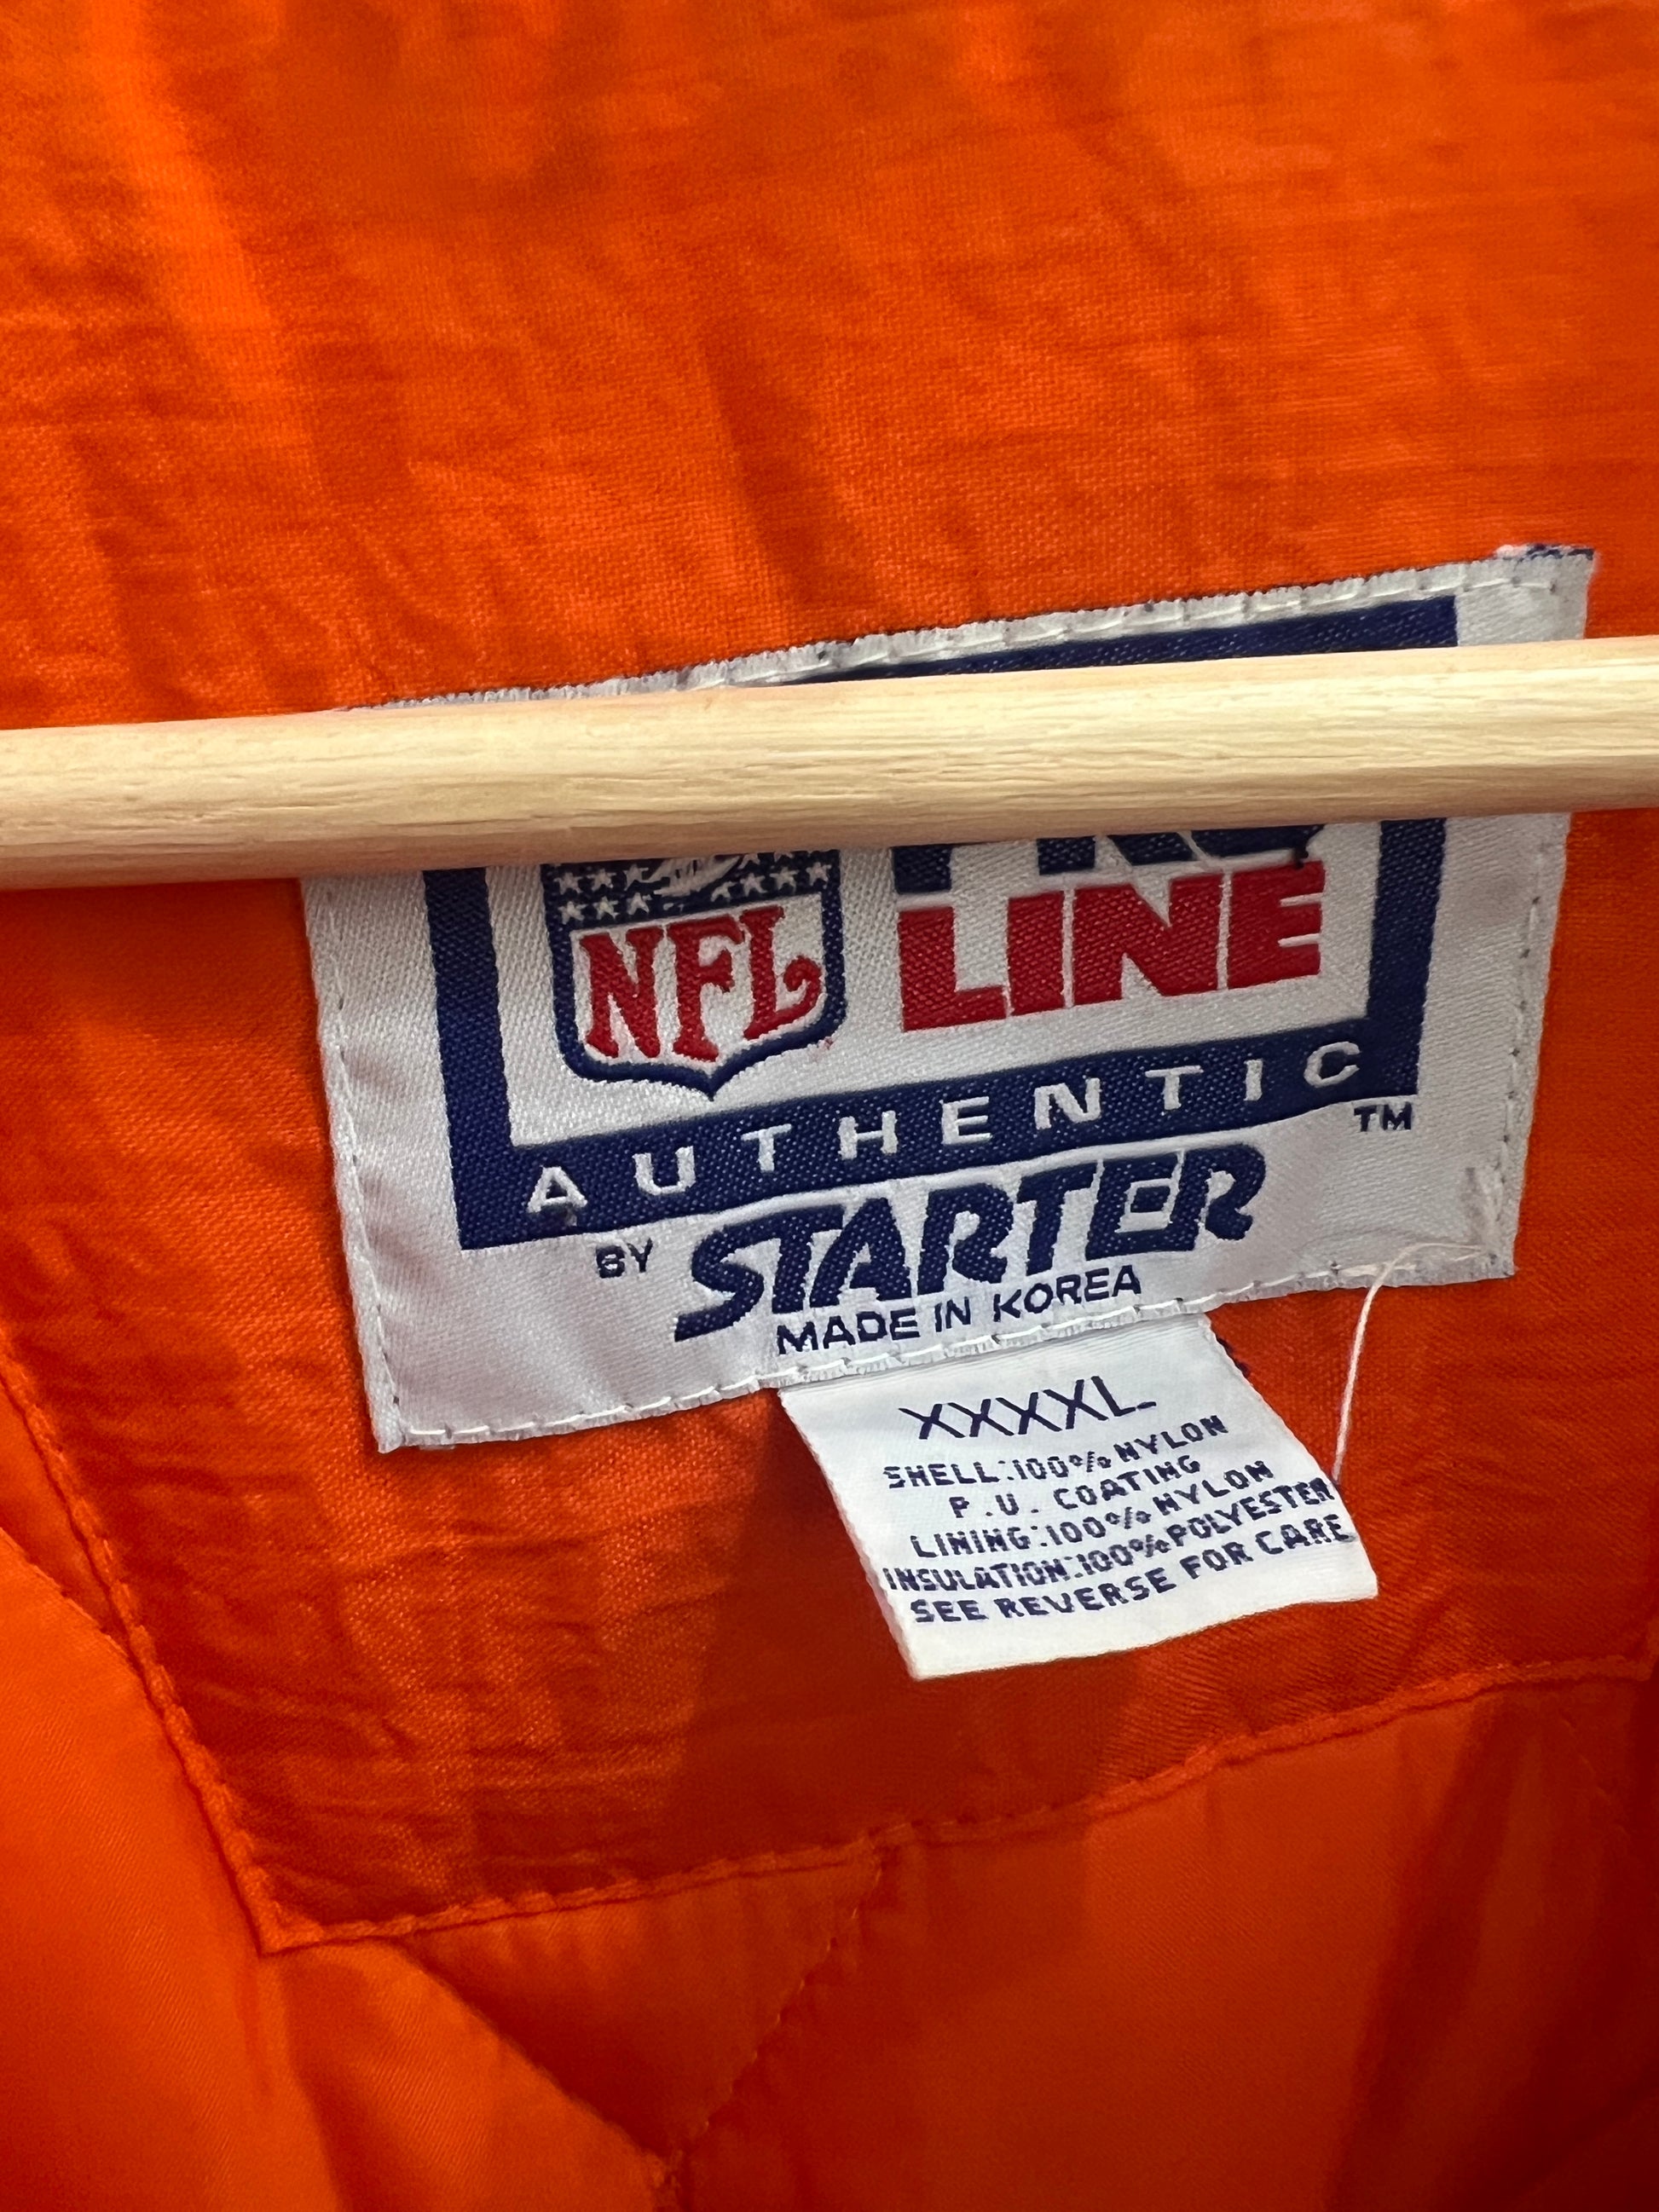 PRO
NFL
LINE
AUTHENTIC
TM
BY STARTER
MADE IN KOREA
XXXXL
SHELL:100% NYLON
P.U. COATING
LINING:100% NYLON
INSULATION:100% POLYESTER
SEE REVERSE FOR CARE